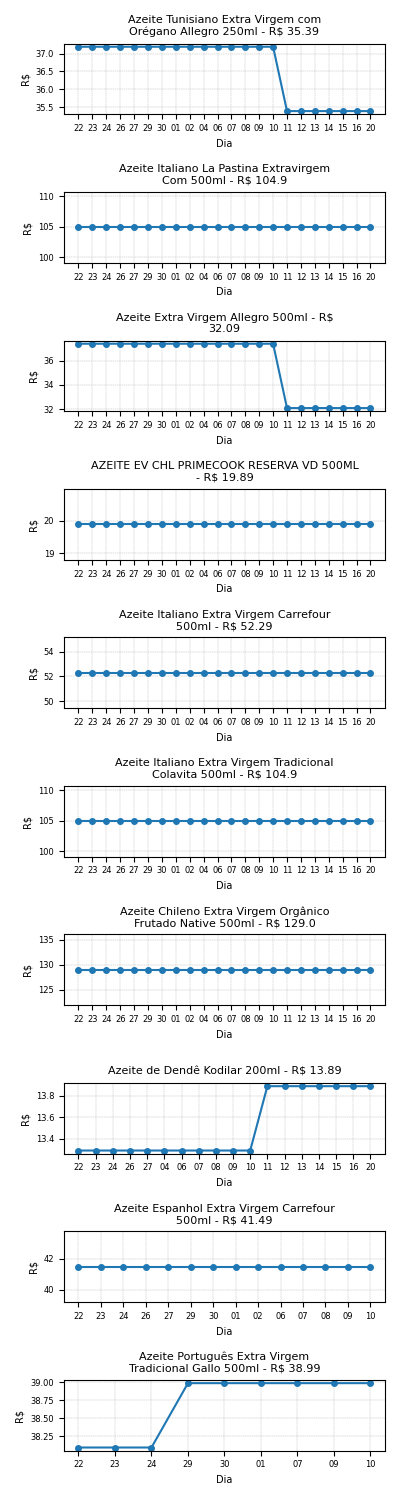 Azeite Tunisiano Extra Virgem com
Orégano Allegro 250ml - R$ 35.39
37.0
36.5
36.0
35.5
R$
22 23 24 26 27 29 30 01 02 04 06 07 08 09 10 11 12 13 14 15 16 20
Dia
Azeite Italiano La Pastina Extravirgem
Com 500ml - R$ 104.9
110
105
100
R$
22 23 24 26 27 29 30 01 02 04 06 07 08 09 10 11 12 13 14 15 16 20
Dia
Azeite Extra Virgem Allegro 500ml - R$
32.09
36
34
32
R$
22 23 24 26 27 29 30 01 02 04 06 07 08 09 10 11 12 13 14 15 16 20
Dia
AZEITE EV CHL PRIMECOOK RESERVA VD 500ML
- R$ 19.89
20
19
R$
22 23 24 26 27 29 30 01 02 04 06 07 08 09 10 11 12 13 14 15 16 20
Dia
Azeite Italiano Extra Virgem Carrefour
500ml - R$ 52.29
54
52
50
R$
22 23 24 26 27 29 30 01 02 04 06 07 08 09 10 11 12 13 14 15 16 20
Dia
Azeite Italiano Extra Virgem Tradicional
Colavita 500ml - R$ 104.9
110
105
100
R$
22 23 24 26 27 29 30 01 02 04 06 07 08 09 10 11 12 13 14 15 16 20
Dia
Azeite Chileno Extra Virgem Orgânico
Frutado Native 500ml - R$ 129.0
135
130
125
R$
22 23 24 26 27 29 30 01 02 04 06 07 08 09 10 11 12 13 14 15 16 20
Dia
Azeite de Dendê Kodilar 200ml - R$ 13.89
13.8
13.6
13.4
R$
22 23 24 26 27 04 06 07 08 09 10 11 12 13 14 15 16 20
Dia
Azeite Espanhol Extra Virgem Carrefour
500ml - R$ 41.49
42
40
R$
22 23 24 26 27 29 30 01 02 06 07 08 09 10
Dia
Azeite Português Extra Virgem
Tradicional Gallo 500ml - R$ 38.99
39.00
38.75
38.50
38.25
R$
22 23 24 29 30 01 07 09 10
Dia